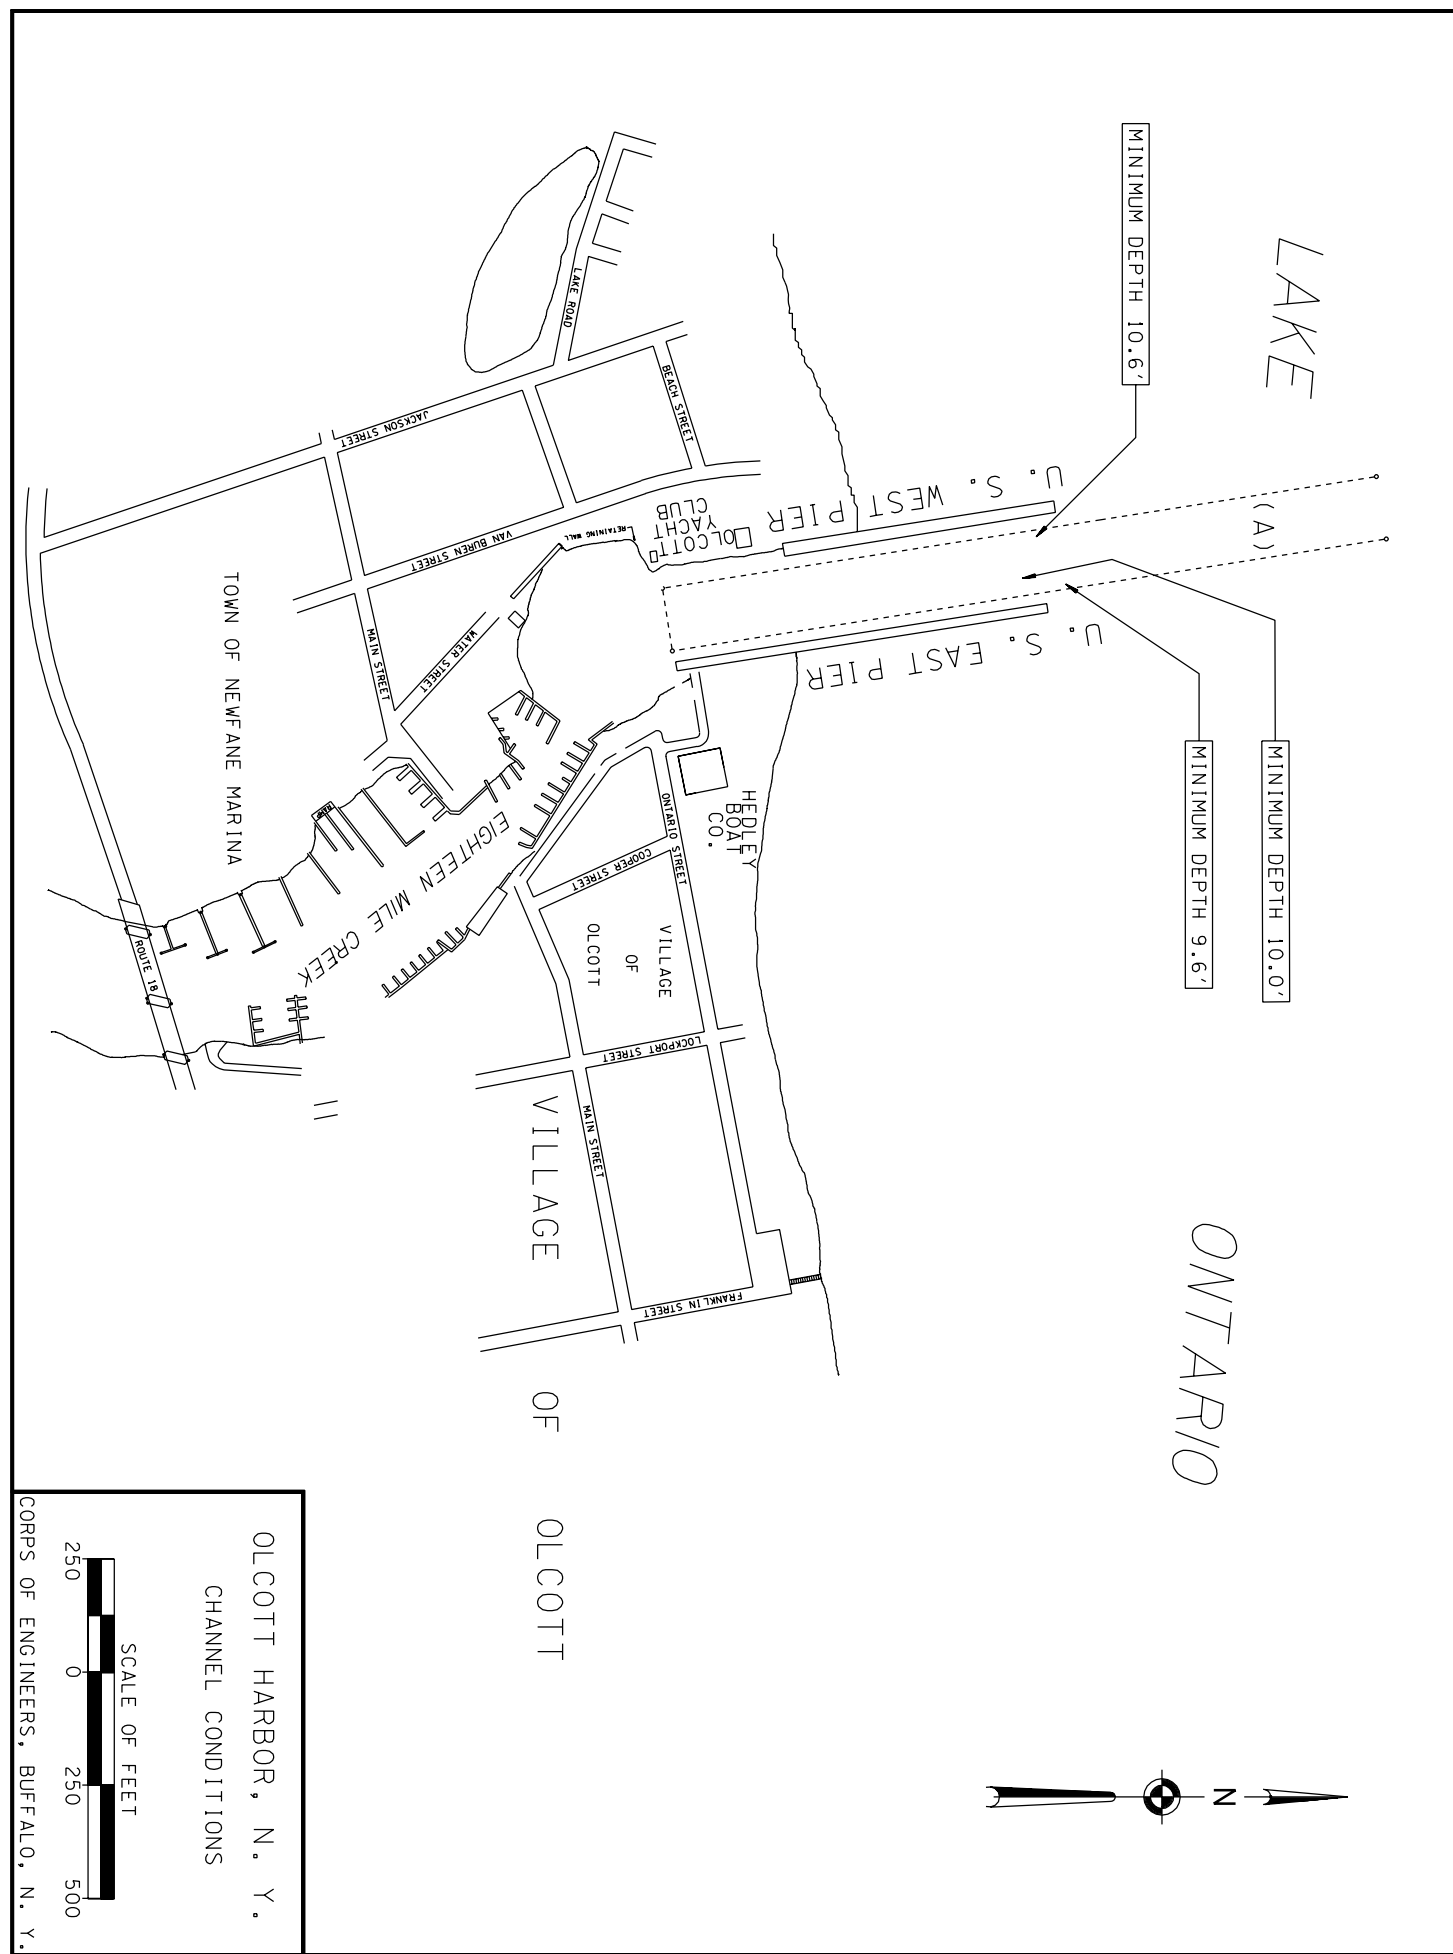 LAKE
ONTARIO
MINIMUM DEPTH 10.6'
(A)
MINIMUM DEPTH 10.0'
MINIMUM DEPTH 9.6'
N
U. S. WEST PIER
U. S. EAST PIER
OLCOTT
YACHT
CLUB
HEDLEY
BOAT
CO.
BEACH STREET
LAKE ROAD
RETAINING WALL
JACKSON STREET
VAN BUREN STREET
WATER STREET
MAIN STREET
ONTARIO STREET
COOPER STREET
VILLAGE
OF
OLCOTT
LOCKPORT STREET
MAIN STREET
FRANKLIN STREET
VILLAGE OF OLCOTT
EIGHTEEN MILE CREEK
RAMP
TOWN OF NEWFANE MARINA
ROUTE 18
OLCOTT HARBOR, N. Y.
CHANNEL CONDITIONS
SCALE OF FEET
250 0 250 500
CORPS OF ENGINEERS, BUFFALO, N. Y.